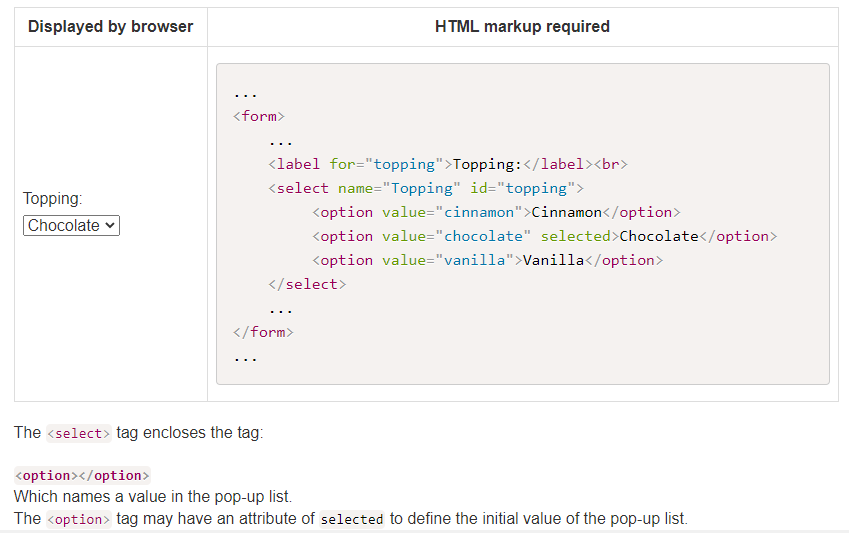 Displayed by browser HTML markup required
...
<form>
...
<label for="topping">Topping:</label><br>
<select name="Topping" id="topping">
<option value="cinnamon">Cinnamon</option>
<option value="chocolate" selected>Chocolate</option>
<option value="vanilla">Vanilla</option>
</select>
...
</form>
...
Topping:
Chocolate
The <select> tag encloses the tag:
<option></option>
Which names a value in the pop-up list.
The <option> tag may have an attribute of selected to define the initial value of the pop-up list.